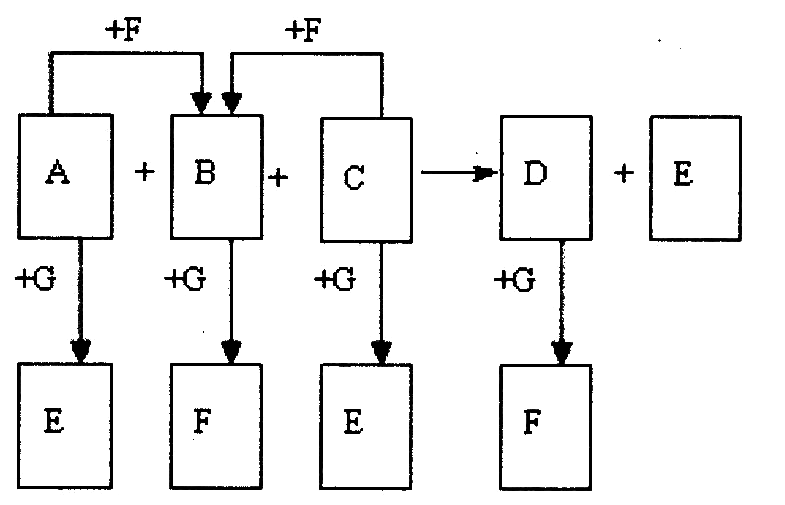 +F +F
A + B + C D + E
+G +G +G +G
E F E F